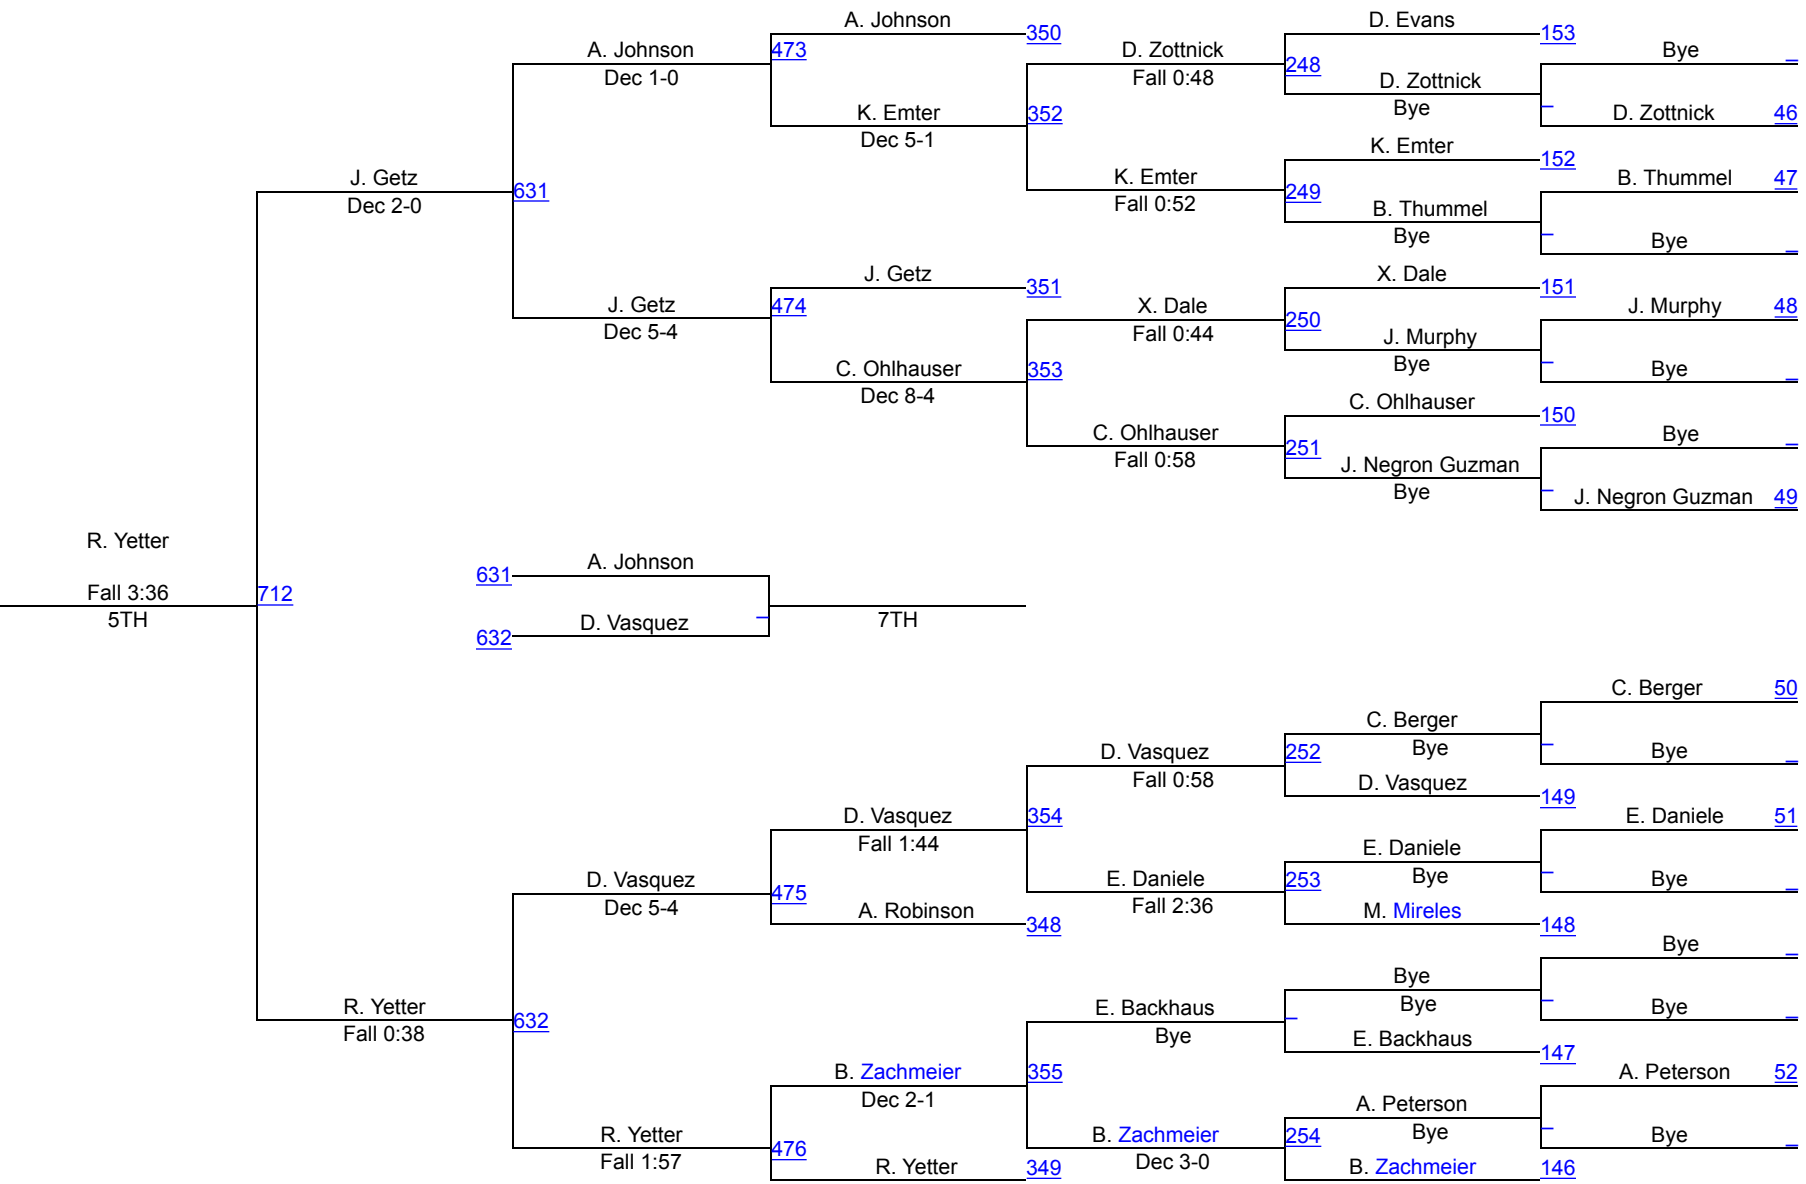 A. Johnson
D. Evans
350
153
A. Johnson
473
D. Zottnick
Bye
_
Dec 1-0
Fall 0:48
248
D. Zottnick
Bye
K. Emter
352
_
D. Zottnick
46
Dec 5-1
K. Emter
152
J. Getz
K. Emter
B. Thummel
47
631
249
Dec 2-0
Fall 0:52
B. Thummel
Bye
_
Bye
_
J. Getz
X. Dale
351
151
J. Getz
474
X. Dale
J. Murphy
48
Dec 5-4
Fall 0:44
250
J. Murphy
Bye
C. Ohlhauser
353
_
Bye
_
Dec 8-4
C. Ohlhauser
150
C. Ohlhauser
Bye
_
251
Fall 0:58
J. Negron Guzman
Bye
_
J. Negron Guzman
49
R. Yetter
A. Johnson
631
Fall 3:36
712
5TH
7TH
_
D. Vasquez
632
C. Berger
50
C. Berger
D. Vasquez
252
Bye
_
Bye
_
Fall 0:58
D. Vasquez
149
D. Vasquez
354
E. Daniele
51
Fall 1:44
E. Daniele
D. Vasquez
E. Daniele
253
Bye
_
Bye
_
475
Dec 5-4
Fall 2:36
A. Robinson
M. Mireles
348
148
Bye
_
Bye
R. Yetter
E. Backhaus
Bye
_
Bye
_
632
_
Fall 0:38
Bye
E. Backhaus
147
B. Zachmeier
355
A. Peterson
52
Dec 2-1
A. Peterson
R. Yetter
B. Zachmeier
254
Bye
_
Bye
_
476
Fall 1:57
Dec 3-0
R. Yetter
349
B. Zachmeier
146